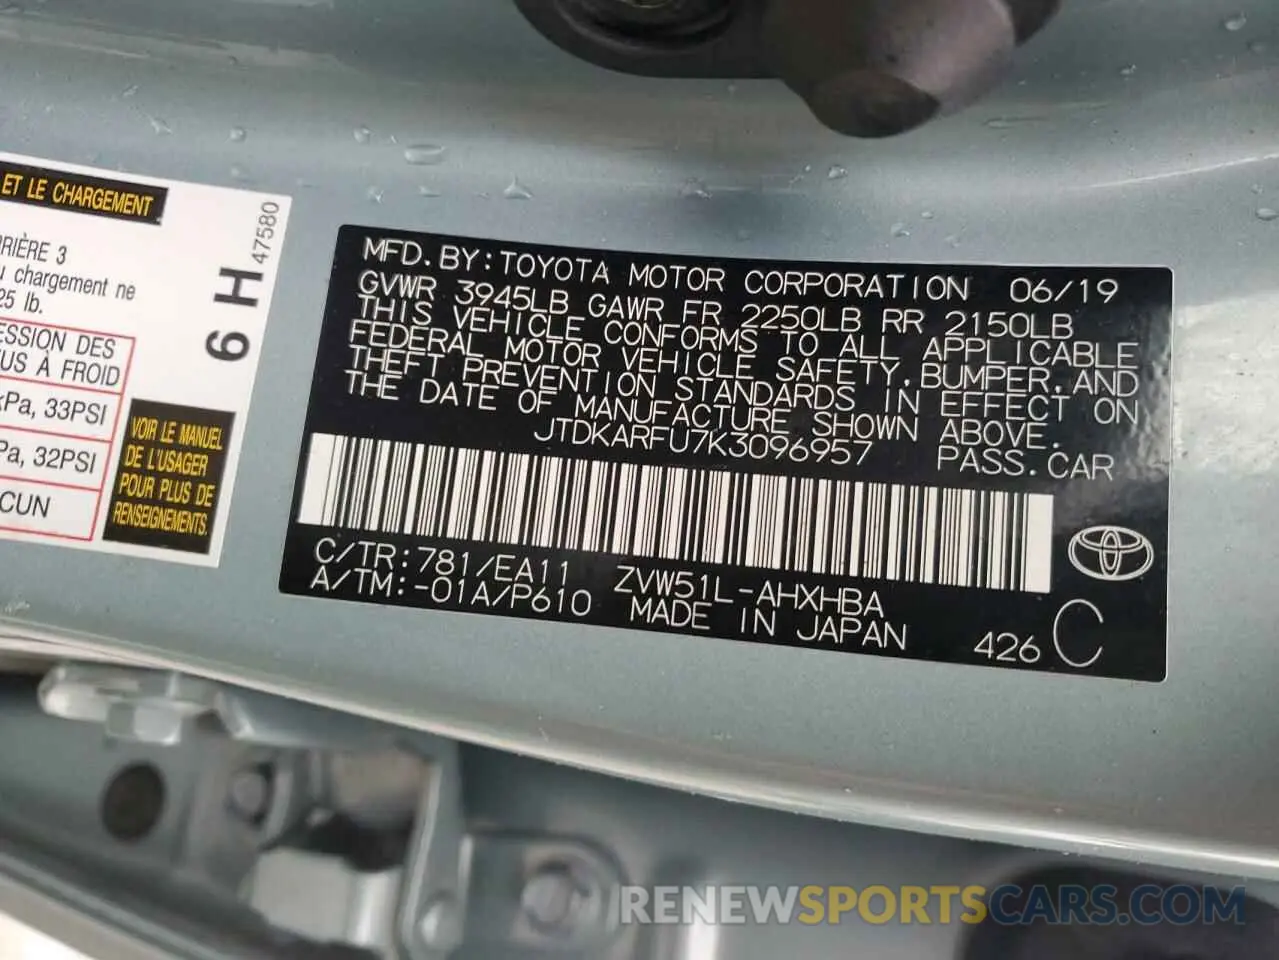 ET LE CHARGEMENT
RIÈRE 3
u chargement ne
25 lb.
ESSION DES
US À FROID
kPa, 33PSI
Pa, 32PSI
CUN
47580
6 H
VOIR LE MANUEL
DE L'USAGER
POUR PLUS DE
RENSEIGNEMENTS.
MFD. BY: TOYOTA MOTOR CORPORATION 06/19
GVWR 3945LB GAWR FR 2250LB RR 2150LB
THIS VEHICLE CONFORMS TO ALL APPLICABLE
FEDERAL MOTOR VEHICLE SAFETY, BUMPER, AND
THEFT PREVENTION STANDARDS IN EFFECT ON
THE DATE OF MANUFACTURE SHOWN ABOVE.
JTDKARFU7K3096957 PASS. CAR
C/TR: 781/EA11 ZVW51L-AHXHBA
A/TM: -01A/P610 MADE IN JAPAN 426 C
RENEWSPORTSCARS.COM